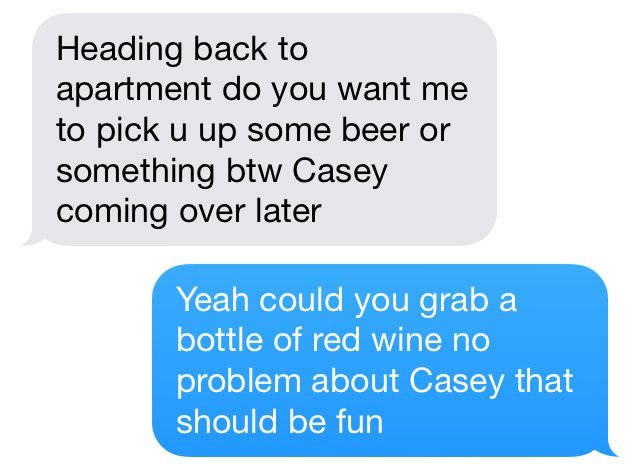 Heading back to
apartment do you want me
to pick u up some beer or
something btw Casey
coming over later
Yeah could you grab a
bottle of red wine no
problem about Casey that
should be fun